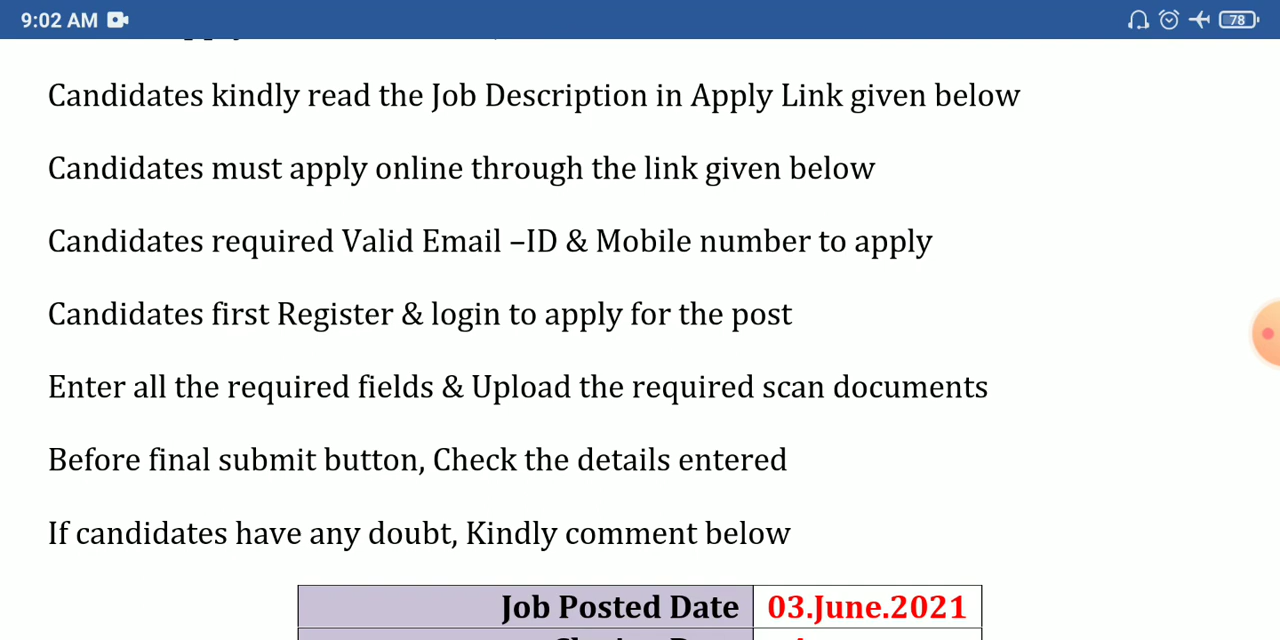 9:02 AM
78
Candidates kindly read the Job Description in Apply Link given below
Candidates must apply online through the link given below
Candidates required Valid Email –ID & Mobile number to apply
Candidates first Register & login to apply for the post
Enter all the required fields & Upload the required scan documents
Before final submit button, Check the details entered
If candidates have any doubt, Kindly comment below
Job Posted Date 03.June.2021